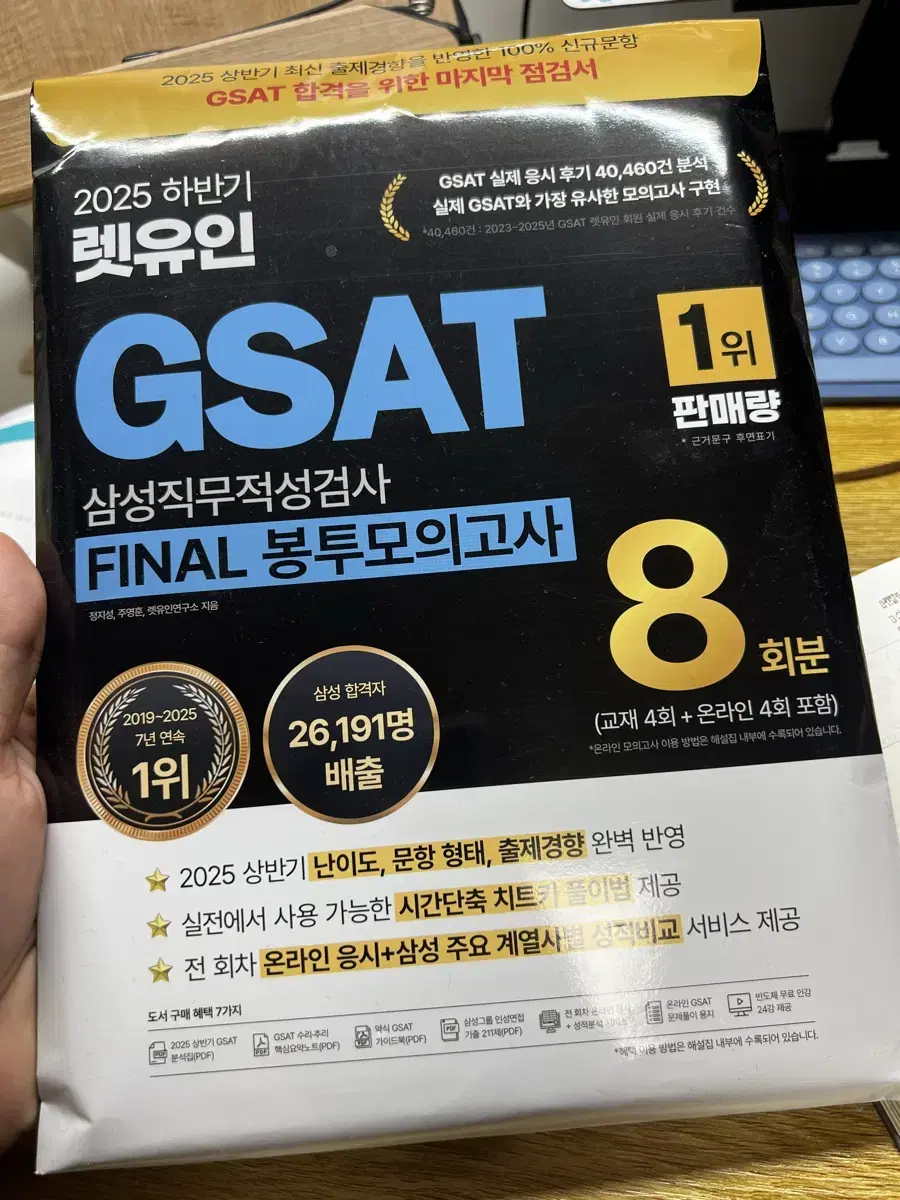 2025 상반기 최신 출제경향을 반영한 100% 신규문항
GSAT 합격을 위한 마지막 점검서
2025 하반기
렛유인
GSAT 실제 응시 후기 40,460건 분석
실제 GSAT와 가장 유사한 모의고사 구현
*40,460건 : 2023~2025년 GSAT 렛유인 회원 실제 응시 후기 건수
GSAT
1위
판매량
* 근거문구 후면표기
삼성직무적성검사
FINAL 봉투모의고사
정지성, 주영훈, 렛유인연구소 지음
8회분
(교재 4회 + 온라인 4회 포함)
*온라인 모의고사 이용 방법은 해설집 내부에 수록되어 있습니다.
2019~2025
7년 연속
1위
삼성 합격자
26,191명
배출
2025 상반기 난이도, 문항 형태, 출제경향 완벽 반영
실전에서 사용 가능한 시간단축 치트키 풀이법 제공
전 회차 온라인 응시+삼성 주요 계열사별 성적비교 서비스 제공
도서 구매 혜택 7가지
2025 상반기 GSAT
분석집(PDF)
GSAT 수리·추리
핵심요약노트(PDF)
약식 GSAT
가이드북(PDF)
삼성그룹 인성면접
기출 211제(PDF)
전 회차 온라인 응시
+ 성적분석 서비스
온라인 GSAT
문제풀이 용지
반도체 무료 인강
24강 제공
*혜택 이용 방법은 해설집 내부에 수록되어 있습니다.